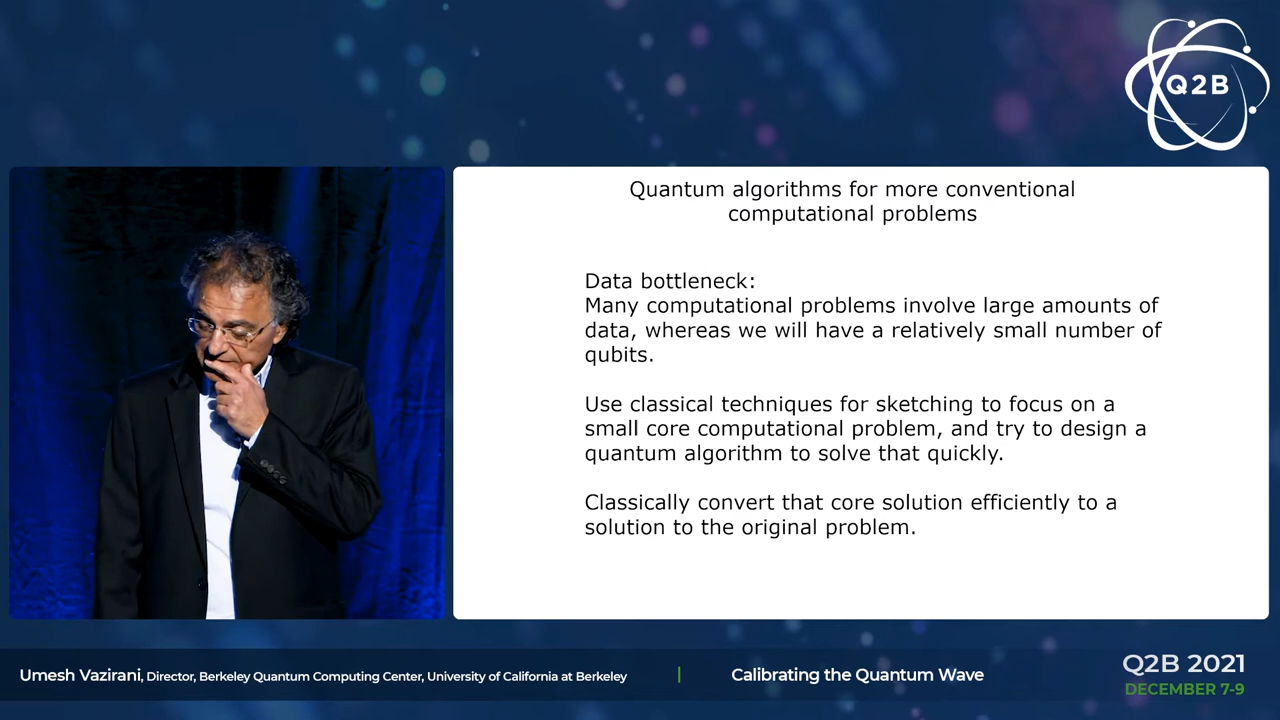 Q2B
Quantum algorithms for more conventional
computational problems
Data bottleneck:
Many computational problems involve large amounts of
data, whereas we will have a relatively small number of
qubits.
Use classical techniques for sketching to focus on a
small core computational problem, and try to design a
quantum algorithm to solve that quickly.
Classically convert that core solution efficiently to a
solution to the original problem.
Umesh Vazirani, Director, Berkeley Quantum Computing Center, University of California at Berkeley | Calibrating the Quantum Wave
Q2B 2021
DECEMBER 7-9